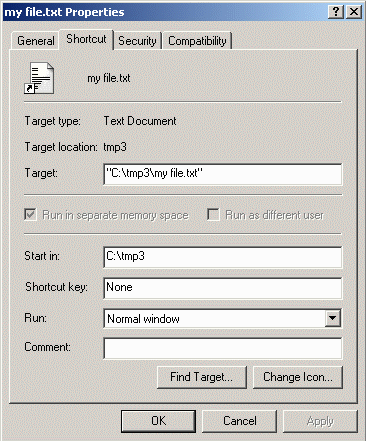 my file.txt Properties
General Shortcut Security Compatibility
my file.txt
Target type: Text Document
Target location: tmp3
Target: "C:\tmp3\my file.txt"
Run in separate memory space Run as different user
Start in: C:\tmp3
Shortcut key: None
Run: Normal window
Comment:
Find Target... Change Icon...
OK Cancel Apply